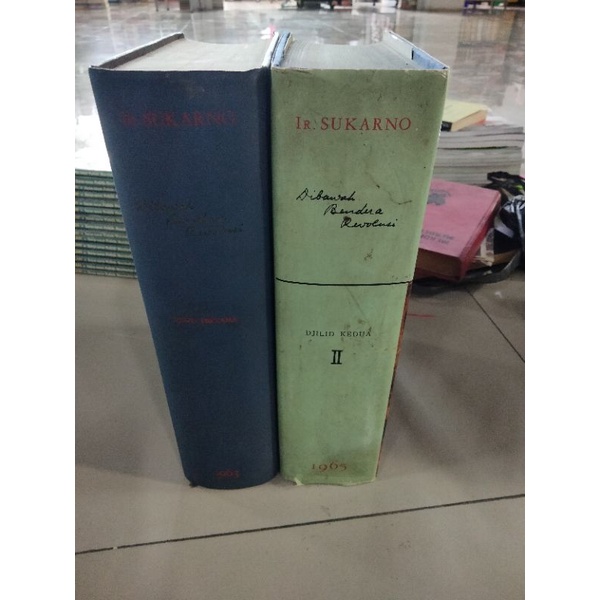 IR. SUKARNO
Dibawah
Bendera
Revolusi
IR. SUKARNO
Dibawah
Bendera
Revolusi
DJILID KEDUA
II
1965